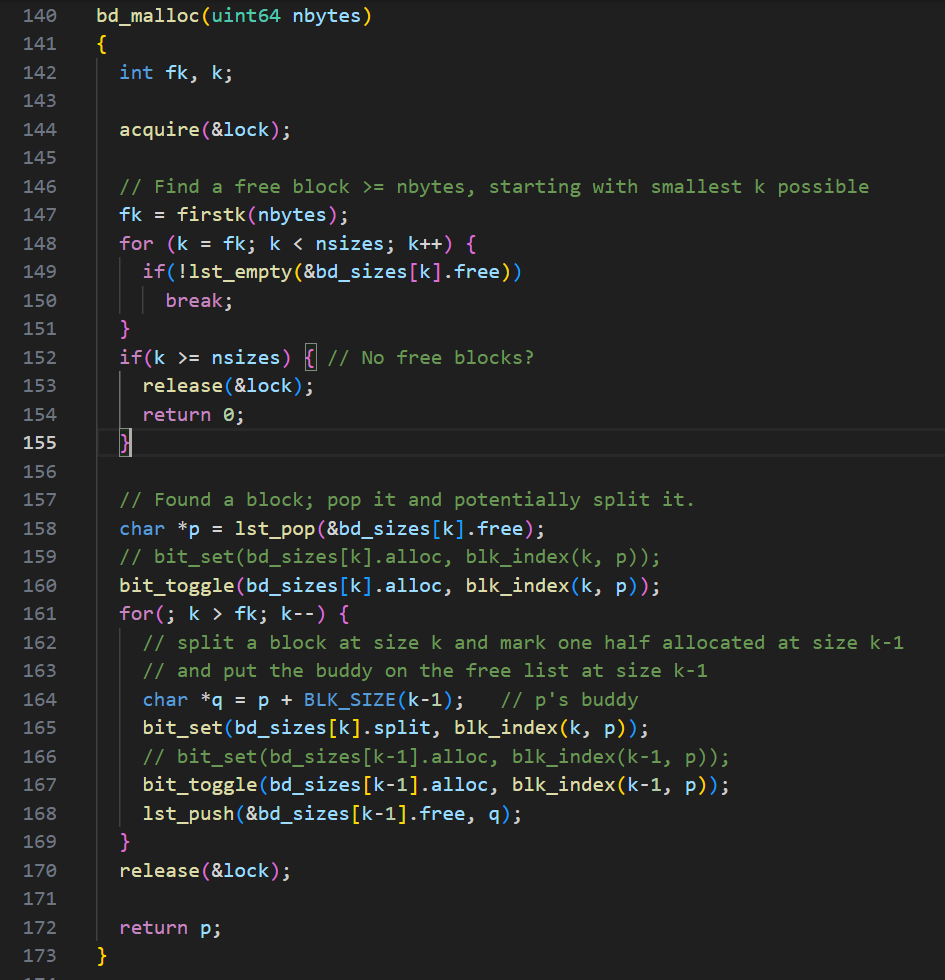 140 bd_malloc(uint64 nbytes)
141 {
142   int fk, k;
143
144   acquire(&lock);
145
146   // Find a free block >= nbytes, starting with smallest k possible
147   fk = firstk(nbytes);
148   for (k = fk; k < nsizes; k++) {
149     if(!lst_empty(&bd_sizes[k].free))
150       break;
151   }
152   if(k >= nsizes) { // No free blocks?
153     release(&lock);
154     return 0;
155   }
156
157   // Found a block; pop it and potentially split it.
158   char *p = lst_pop(&bd_sizes[k].free);
159   // bit_set(bd_sizes[k].alloc, blk_index(k, p));
160   bit_toggle(bd_sizes[k].alloc, blk_index(k, p));
161   for(; k > fk; k--) {
162     // split a block at size k and mark one half allocated at size k-1
163     // and put the buddy on the free list at size k-1
164     char *q = p + BLK_SIZE(k-1);   // p's buddy
165     bit_set(bd_sizes[k].split, blk_index(k, p));
166     // bit_set(bd_sizes[k-1].alloc, blk_index(k-1, p));
167     bit_toggle(bd_sizes[k-1].alloc, blk_index(k-1, p));
168     lst_push(&bd_sizes[k-1].free, q);
169   }
170   release(&lock);
171
172   return p;
173 }